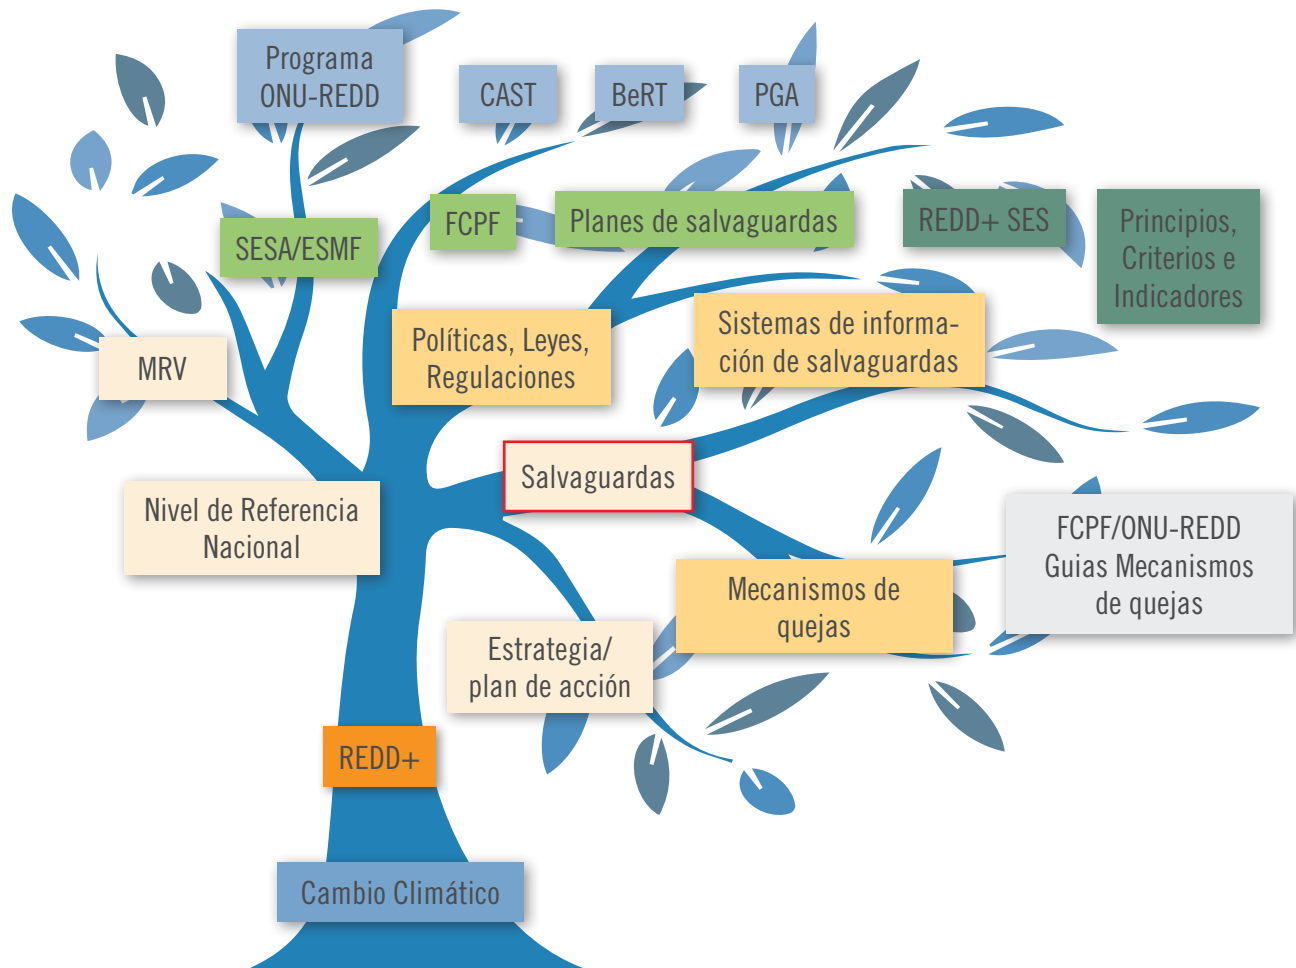 Programa
ONU-REDD
CAST
BeRT
PGA
SESA/ESMF
FCPF
Planes de salvaguardas
REDD+ SES
Principios,
Criterios e
Indicadores
MRV
Políticas, Leyes,
Regulaciones
Sistemas de informa-
ción de salvaguardas
Salvaguardas
Nivel de Referencia
Nacional
FCPF/ONU-REDD
Guias Mecanismos
de quejas
Mecanismos de
quejas
Estrategia/
plan de acción
REDD+
Cambio Climático